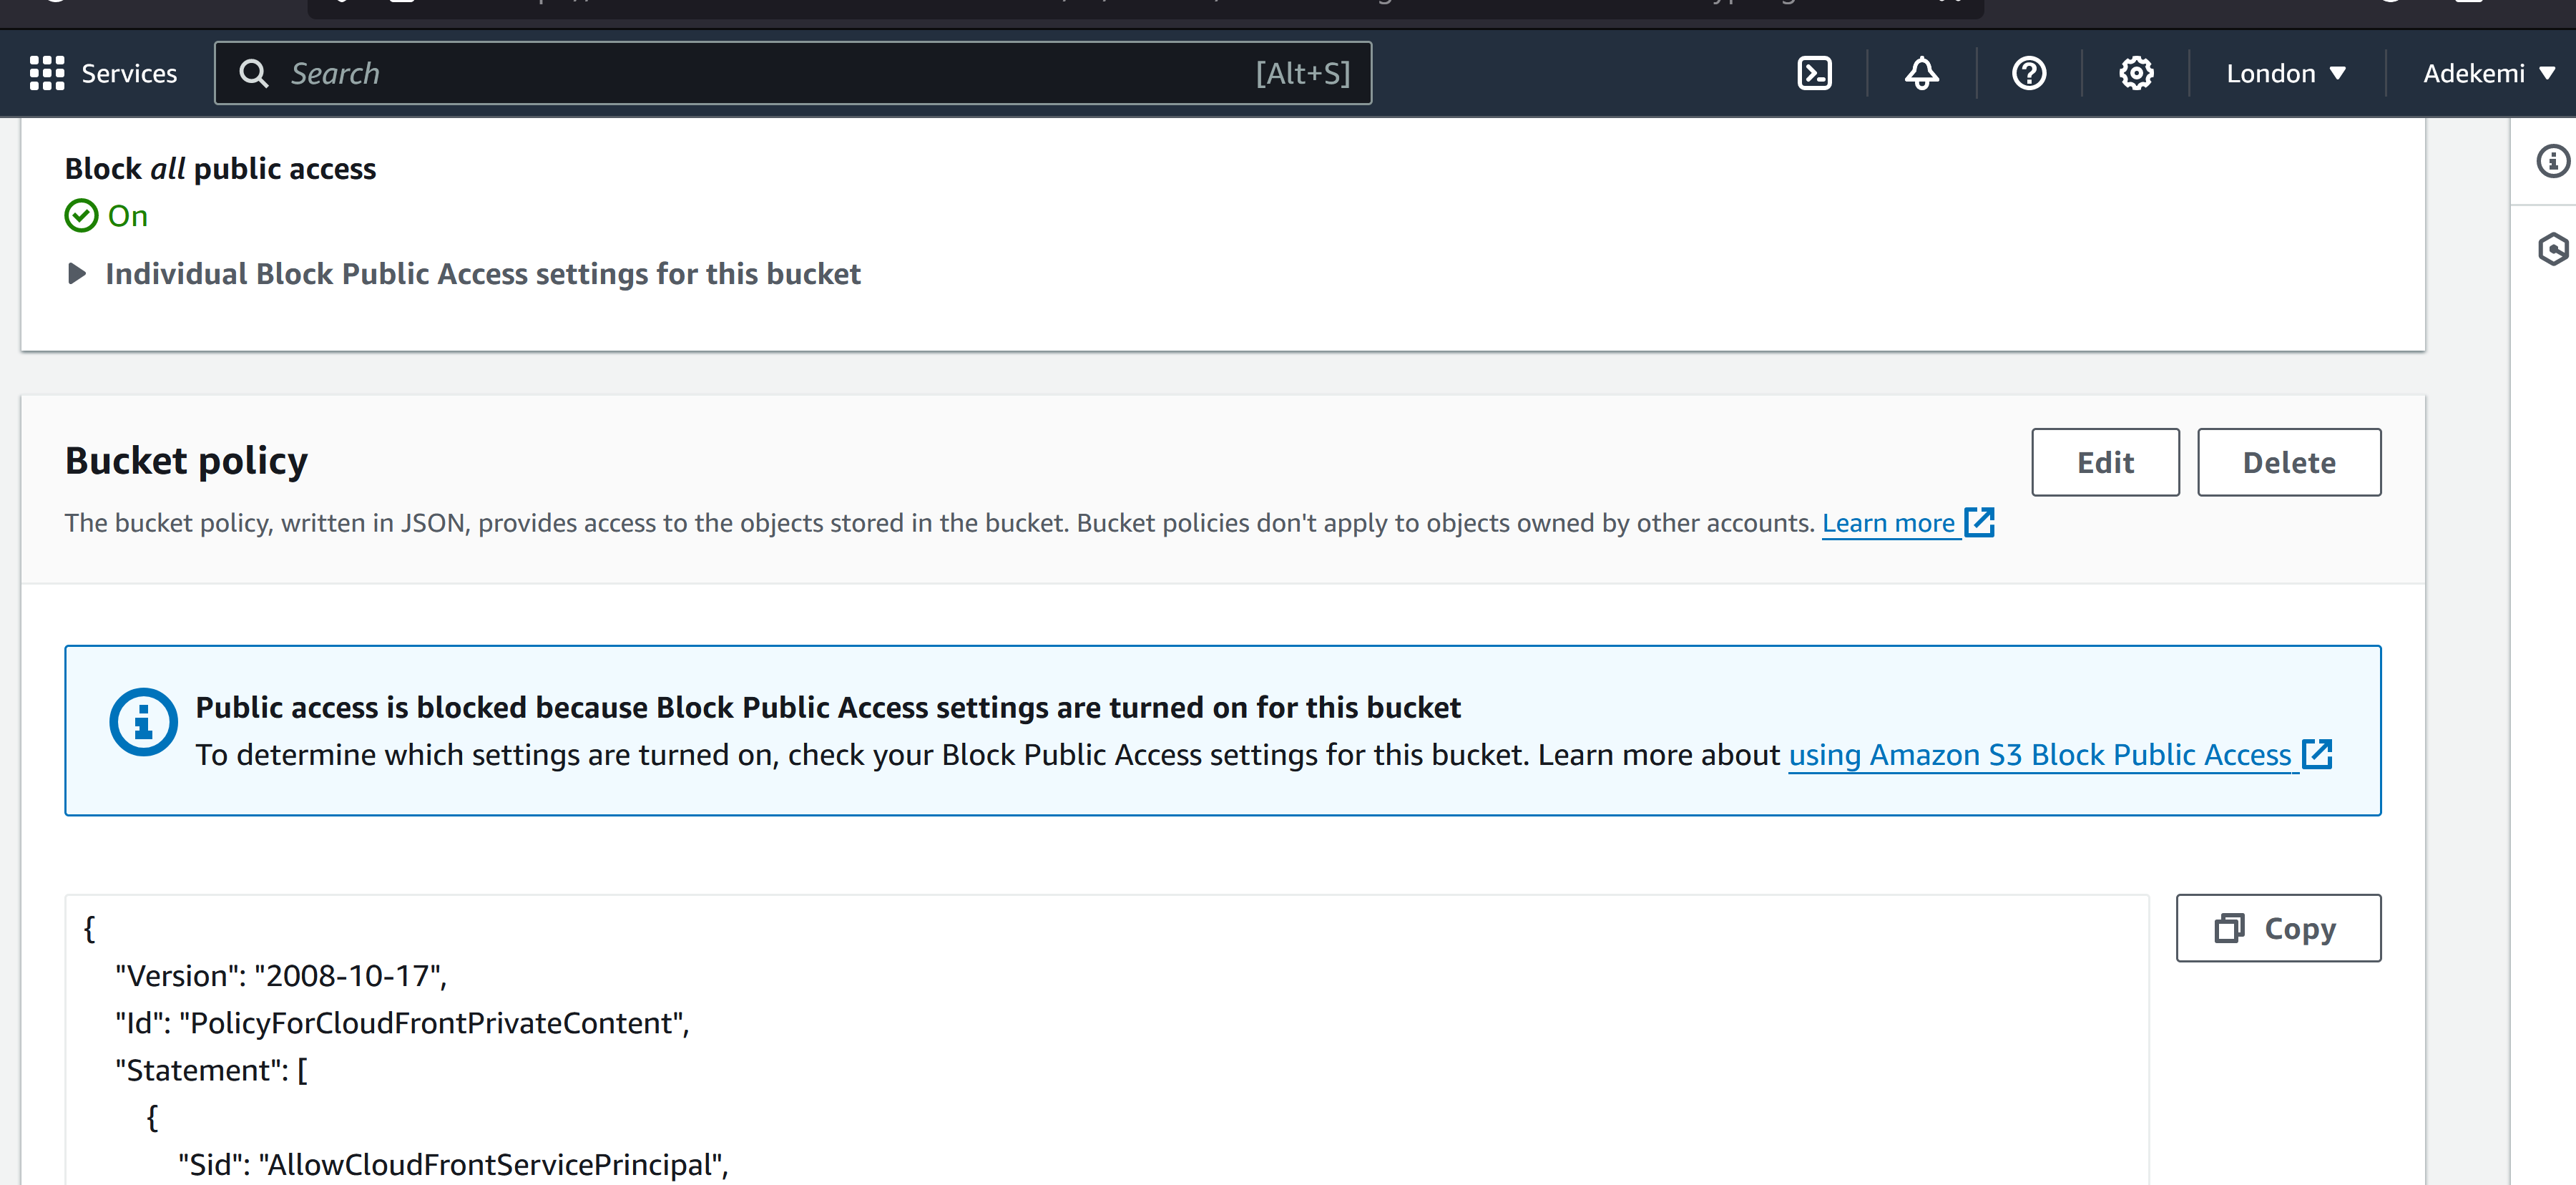 Services
Search [Alt+S]
London
Adekemi
Block all public access
On
Individual Block Public Access settings for this bucket
Bucket policy
Edit
Delete
The bucket policy, written in JSON, provides access to the objects stored in the bucket. Bucket policies don't apply to objects owned by other accounts. Learn more
Public access is blocked because Block Public Access settings are turned on for this bucket
To determine which settings are turned on, check your Block Public Access settings for this bucket. Learn more about using Amazon S3 Block Public Access
Copy
{
"Version": "2008-10-17",
"Id": "PolicyForCloudFrontPrivateContent",
"Statement": [
{
"Sid": "AllowCloudFrontServicePrincipal",